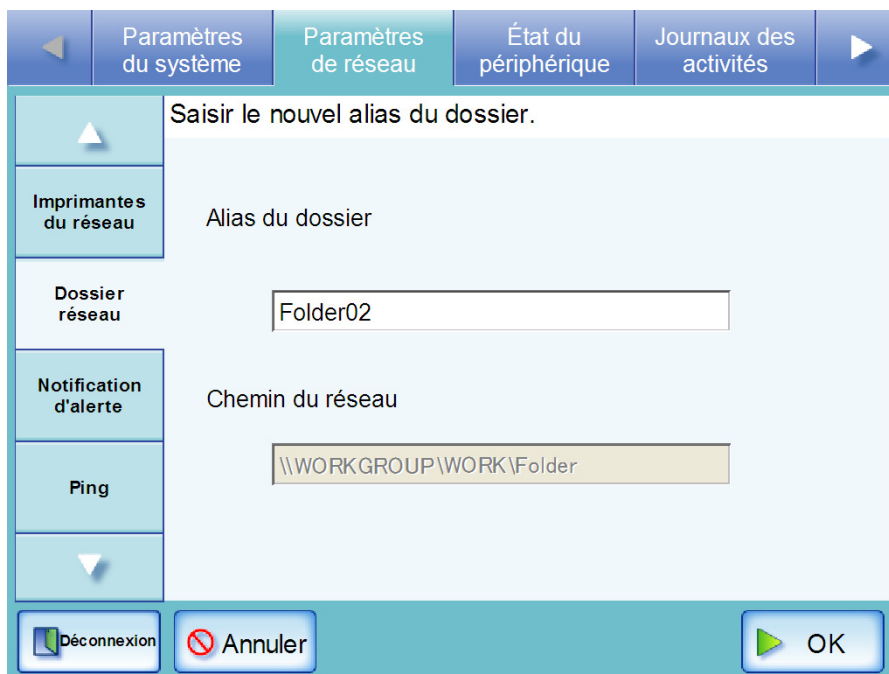 Paramètres
du système
Paramètres
de réseau
État du
périphérique
Journaux des
activités
Saisir le nouvel alias du dossier.
Imprimantes
du réseau
Dossier
réseau
Notification
d'alerte
Ping
Alias du dossier
Folder02
Chemin du réseau
\\WORKGROUP\WORK\Folder
Déconnexion
Annuler
OK